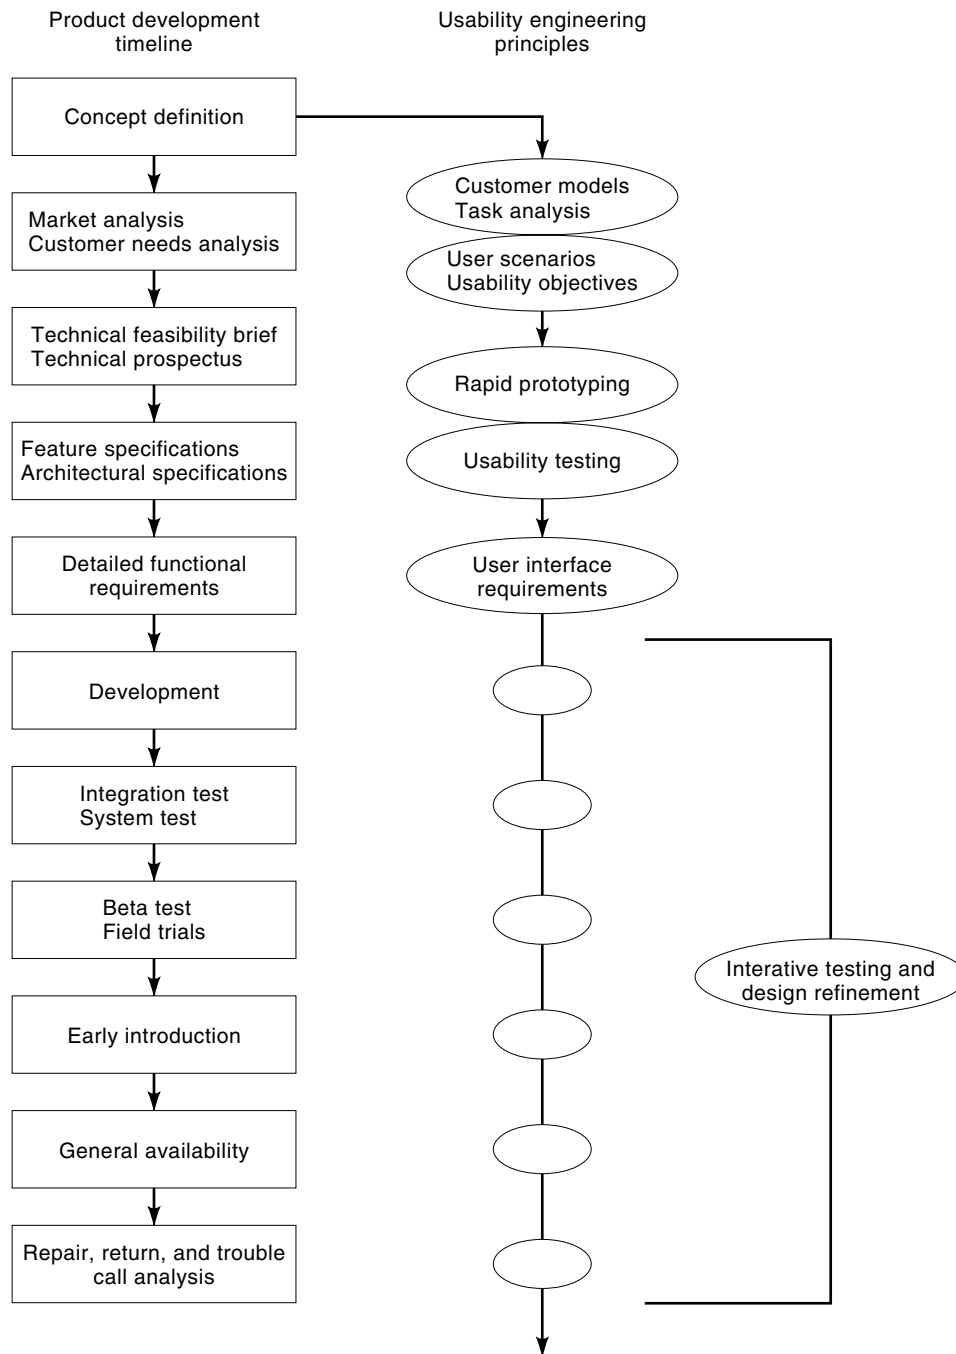 Product development
timeline
Usability engineering
principles
Concept definition
Customer models
Task analysis
Market analysis
Customer needs analysis
User scenarios
Usability objectives
Technical feasibility brief
Technical prospectus
Rapid prototyping
Feature specifications
Architectural specifications
Usability testing
Detailed functional
requirements
User interface
requirements
Development
Integration test
System test
Beta test
Field trials
Interative testing and
design refinement
Early introduction
General availability
Repair, return, and trouble
call analysis